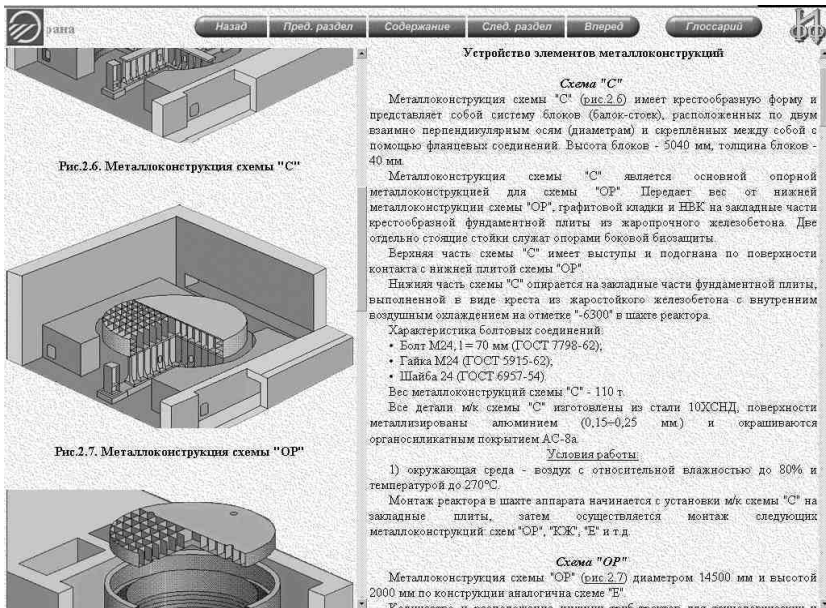 рана
Назад
Пред. раздел
Содержание
След. раздел
Вперед
Глоссарий
Рис.2.6. Металлоконструкция схемы "С"
Рис.2.7. Металлоконструкция схемы "ОР"
Устройство элементов металлоконструкций
Схема "С"
Металлоконструкция схемы "С" (рис.2.6) имеет крестообразную форму и
представляет собой систему блоков (балок-стоек), расположенных по двум
взаимно перпендикулярным осям (диаметрам) и скреплённых между собой с
помощью фланцевых соединений. Высота блоков - 5040 мм, толщина блоков -
40 мм.
Металлоконструкция схемы "С" является основной опорной
металлоконструкцией для схемы "ОР". Передает вес от нижней
металлоконструкции схемы "ОР", графитовой кладки и НВК на закладные части
крестообразной фундаментной плиты из жаропрочного железобетона. Две
отдельно стоящие стойки служат опорами боковой биозащиты.
Верхняя часть схемы "С" имеет выступы и подогнана по поверхности
контакта с нижней плитой схемы "ОР".
Нижняя часть схемы "С" опирается на закладные части фундаментной плиты,
выполненной в виде креста из жаростойкого железобетона с внутренним
воздушным охлаждением на отметке "-6300" в шахте реактора.
Характеристика болтовых соединений:
• Болт М24, l = 70 мм (ГОСТ 7798-62);
• Гайка М24 (ГОСТ 5915-62);
• Шайба 24 (ГОСТ 6957-54).
Вес металлоконструкций схемы "С" - 110 т.
Все детали м/к схемы "С" изготовлены из стали 10ХСНД, поверхности
металлизированы алюминием (0,15÷0,25 мм.) и окрашиваются
органосиликатным покрытием АС-8а.
Условия работы:
1) окружающая среда - воздух с относительной влажностью до 80% и
температурой до 270°С.
Монтаж реактора в шахте аппарата начинается с установки м/к схемы "С" на
закладные плиты, затем осуществляется монтаж следующих
металлоконструкций: схем "ОР", "КЖ", "Е" и т.д.
Схема "ОР"
Металлоконструкция схемы "ОР" (рис.2.7) диаметром 14500 мм и высотой
2000 мм по конструкции аналогична схеме "Е".